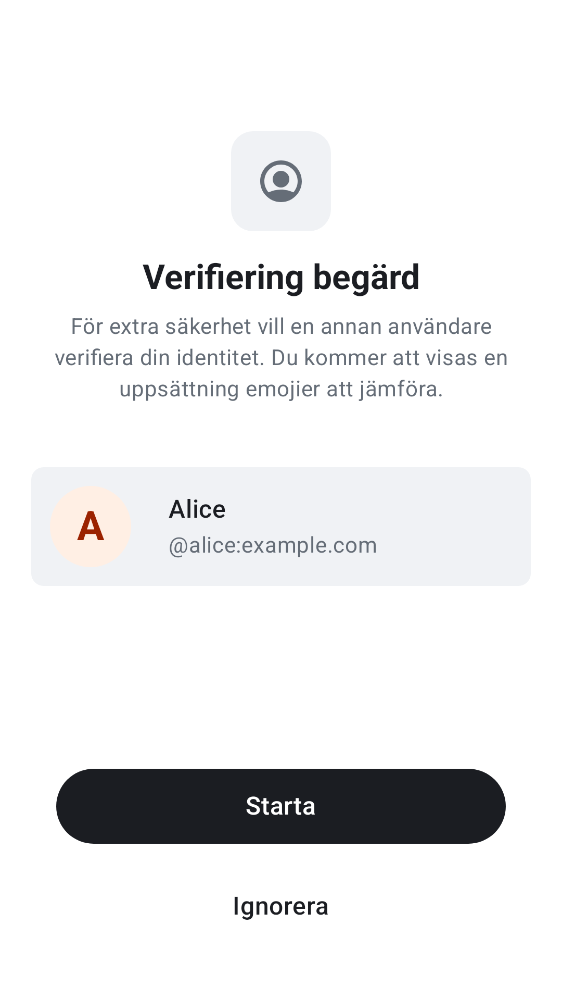 Verifiering begärd
För extra säkerhet vill en annan användare
verifiera din identitet. Du kommer att visas en
uppsättning emojier att jämföra.
A
Alice
@alice:example.com
Starta
Ignorera